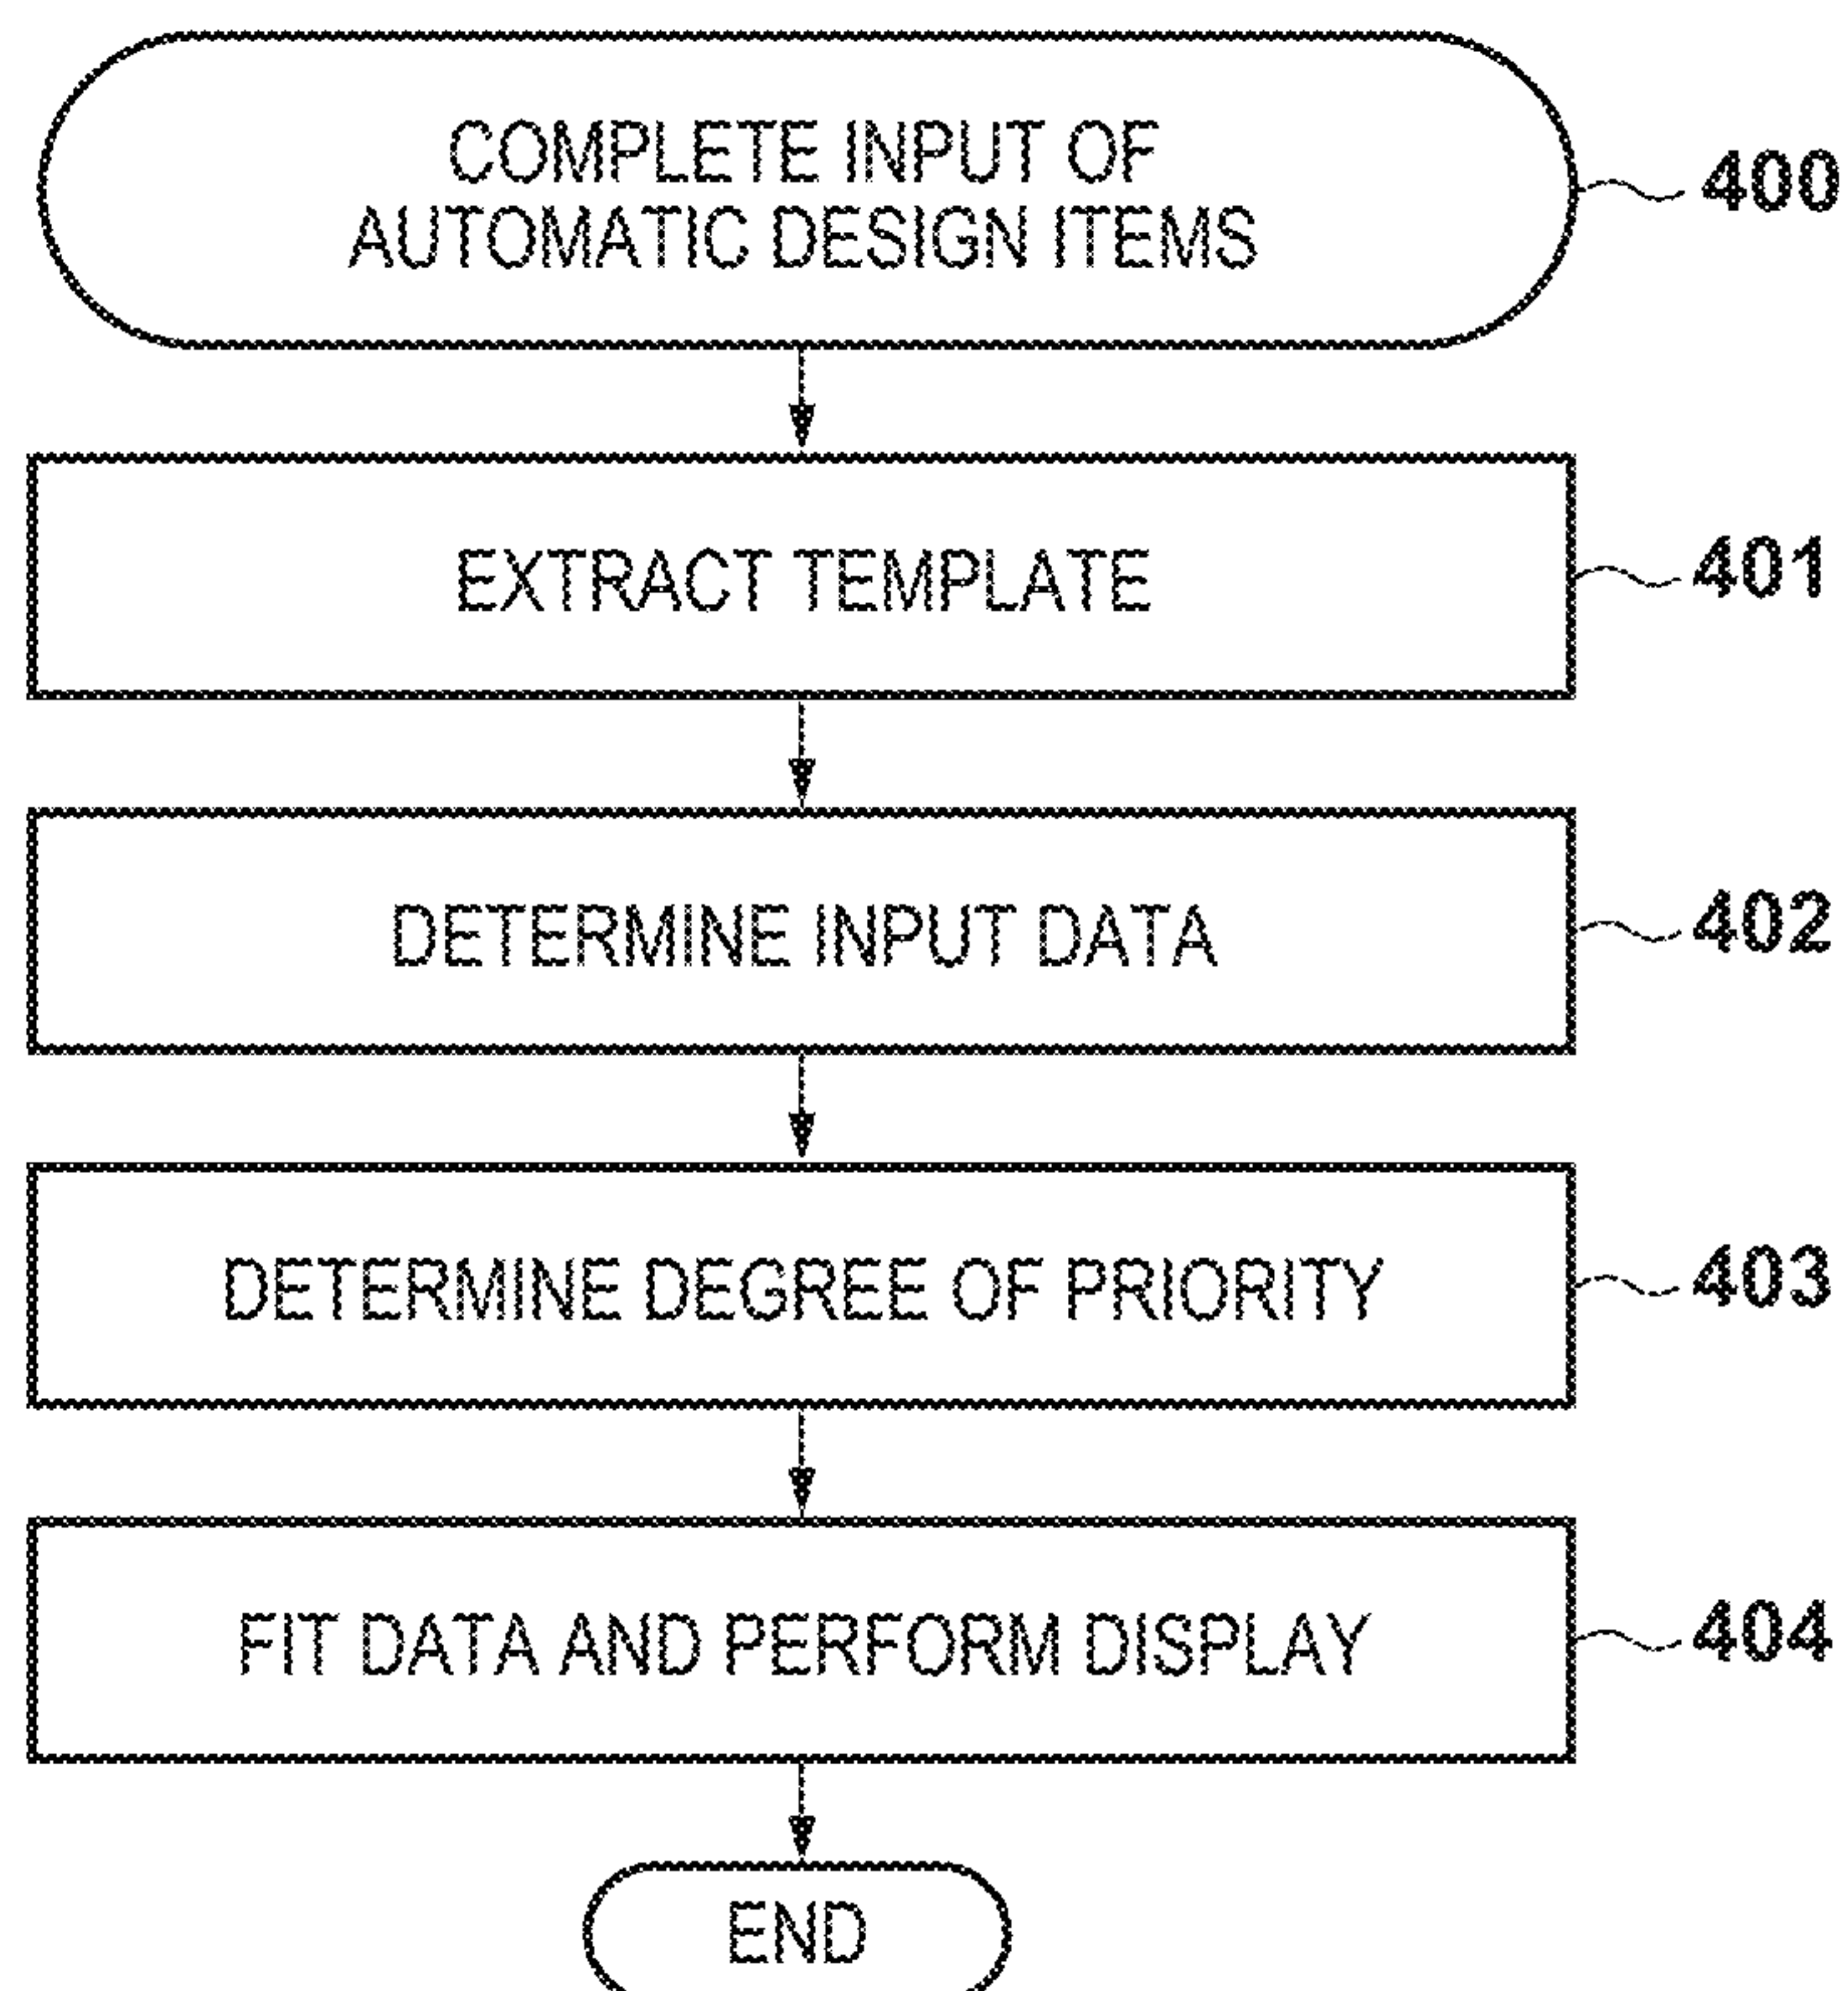 COMPLETE INPUT OF
AUTOMATIC DESIGN ITEMS
400
EXTRACT TEMPLATE
401
DETERMINE INPUT DATA
402
DETERMINE DEGREE OF PRIORITY
403
FIT DATA AND PERFORM DISPLAY
404
END